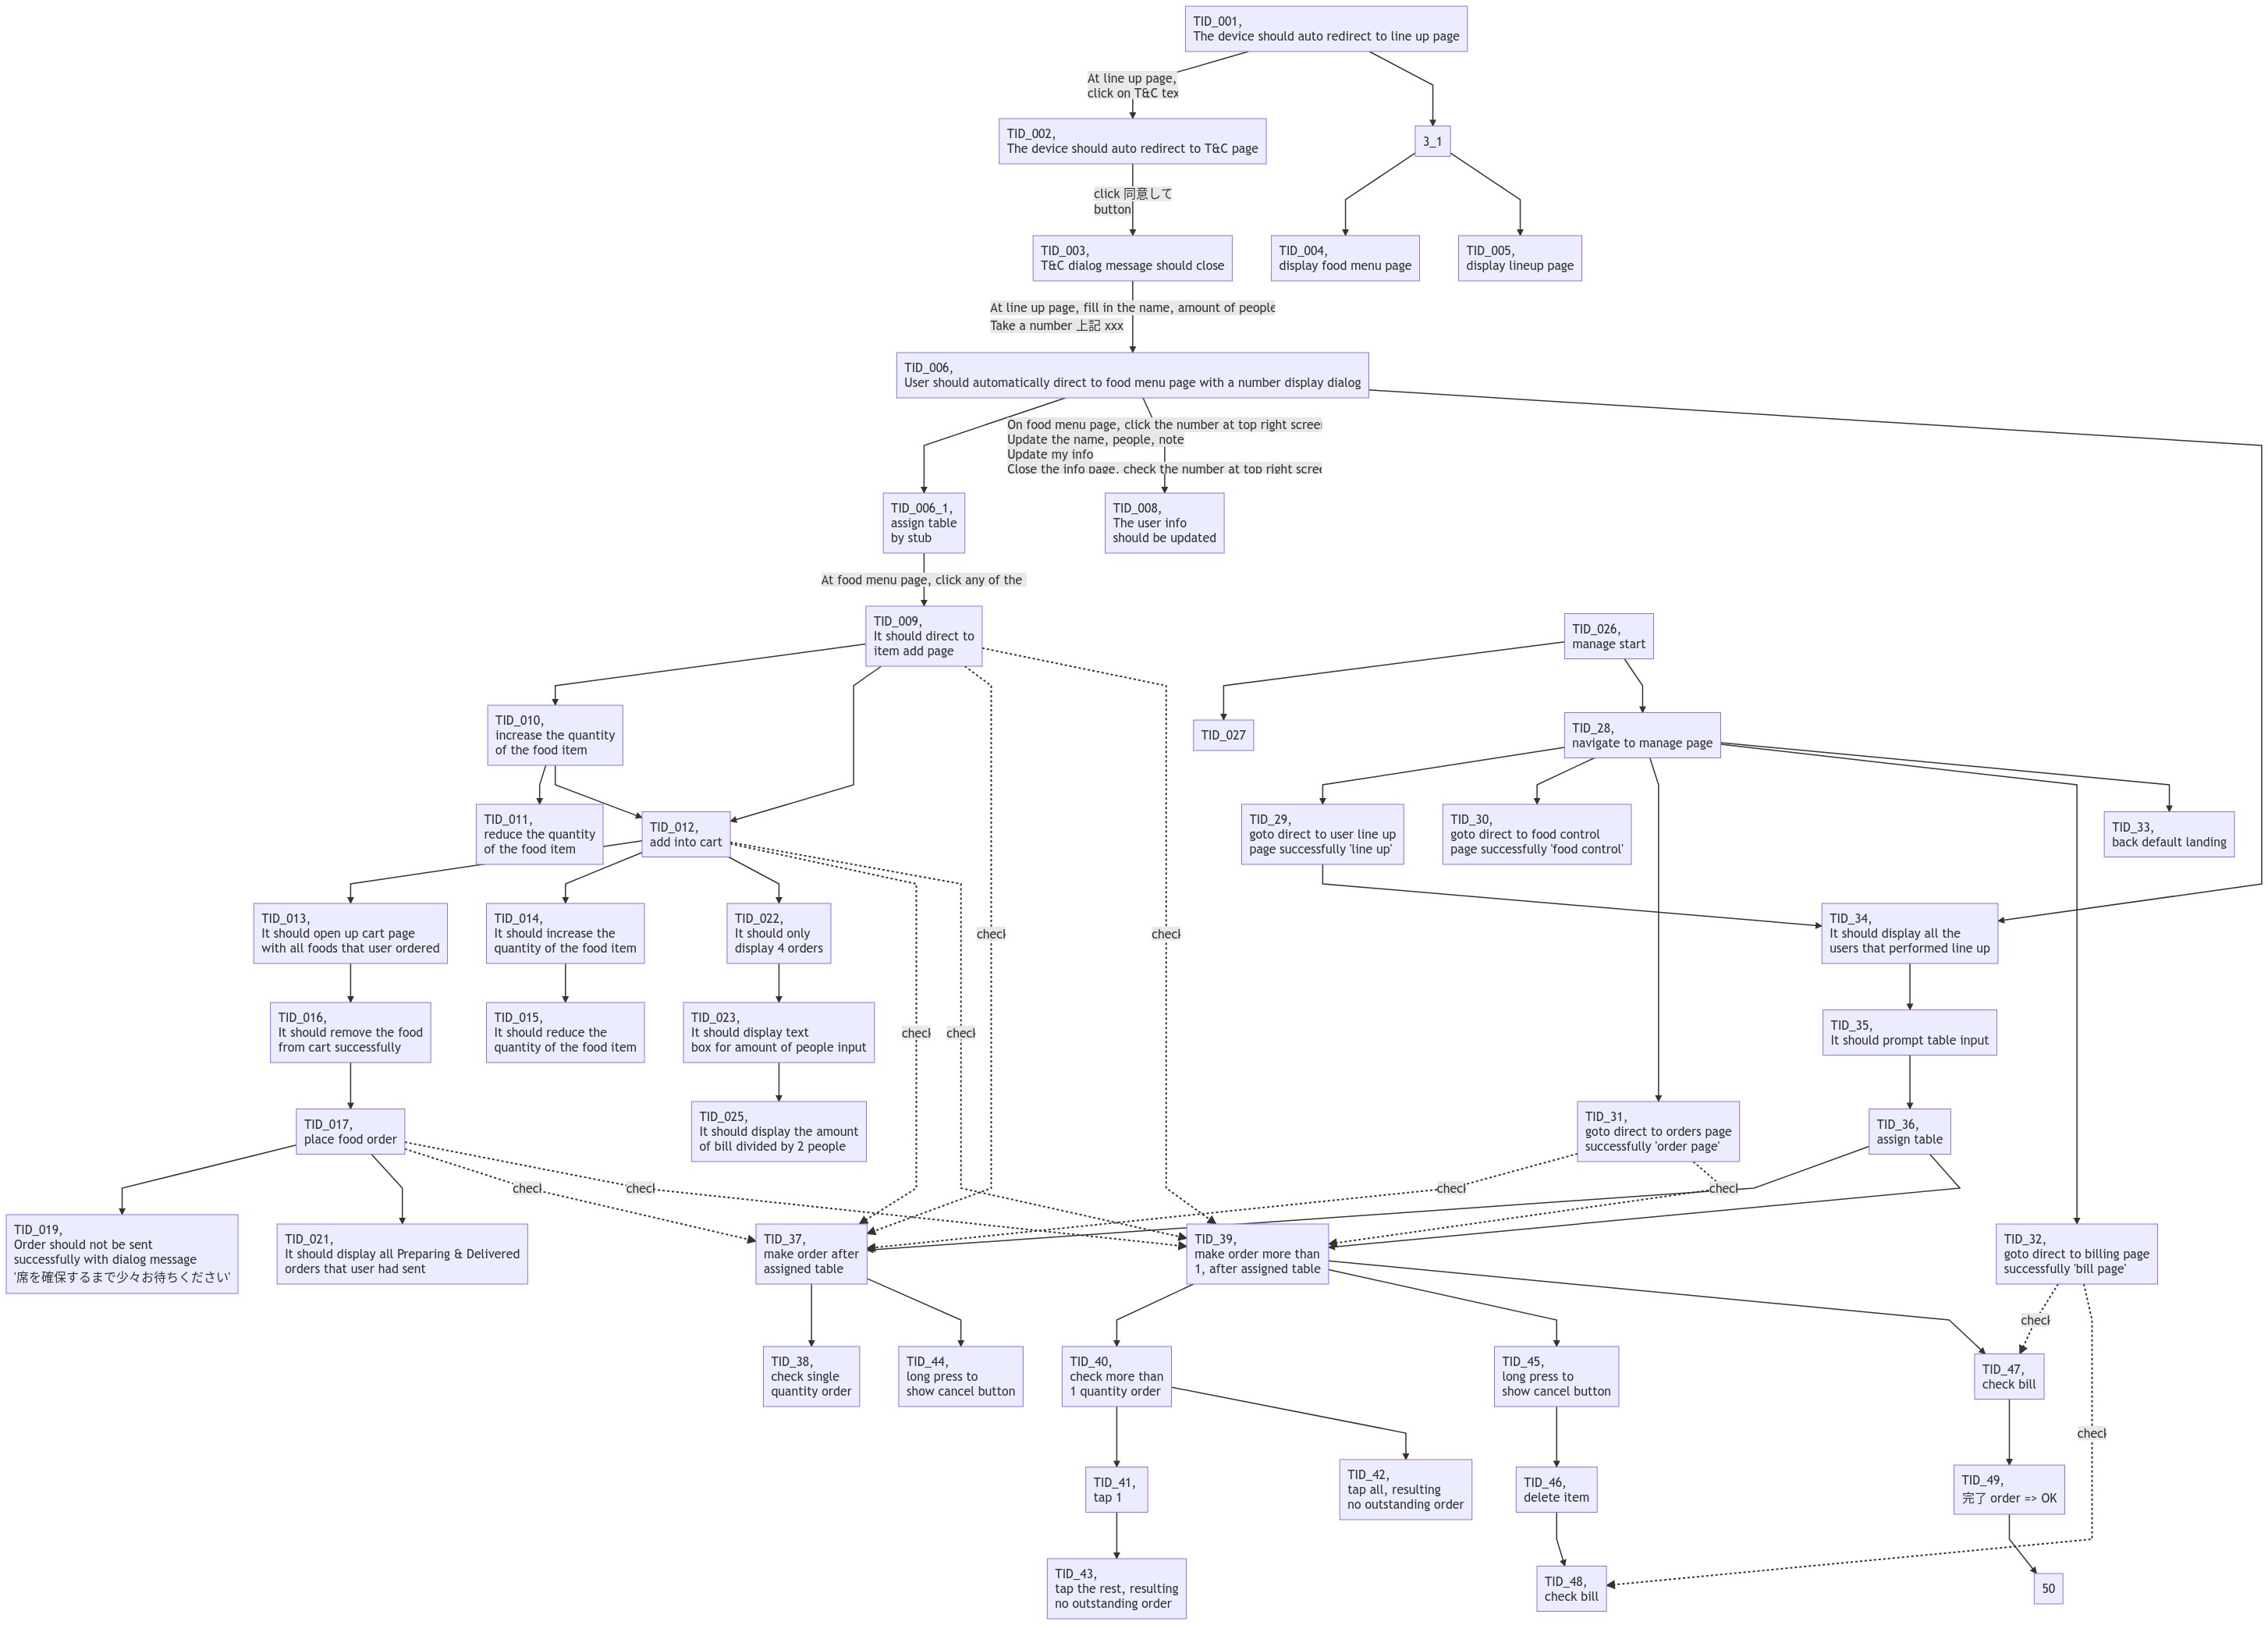 TID_001,
The device should auto redirect to line up page
At line up page,
click on T&C tex
TID_002,
The device should auto redirect to T&C page
3_1
click 同意して
button
TID_003,
T&C dialog message should close
TID_004,
display food menu page
TID_005,
display lineup page
At line up page, fill in the name, amount of people
Take a number 上記 xxx
TID_006,
User should automatically direct to food menu page with a number display dialog
On food menu page, click the number at top right screen
Update the name, people, note
Update my info
Close the info page, check the number at top right scree
TID_006_1,
assign table
by stub
TID_008,
The user info
should be updated
At food menu page, click any of the
TID_009,
It should direct to
item add page
TID_026,
manage start
TID_010,
increase the quantity
of the food item
TID_027
TID_28,
navigate to manage page
TID_011,
reduce the quantity
of the food item
TID_012,
add into cart
TID_29,
goto direct to user line up
page successfully 'line up'
TID_30,
goto direct to food control
page successfully 'food control'
TID_33,
back default landing
TID_013,
It should open up cart page
with all foods that user ordered
TID_014,
It should increase the
quantity of the food item
TID_022,
It should only
display 4 orders
check
check
TID_34,
It should display all the
users that performed line up
TID_016,
It should remove the food
from cart successfully
TID_015,
It should reduce the
quantity of the food item
TID_023,
It should display text
box for amount of people input
check
check
TID_35,
It should prompt table input
TID_017,
place food order
TID_025,
It should display the amount
of bill divided by 2 people
TID_31,
goto direct to orders page
successfully 'order page'
TID_36,
assign table
check
check
check
check
TID_019,
Order should not be sent
successfully with dialog message
'席を確保するまで少々お待ちください'
TID_021,
It should display all Preparing & Delivered
orders that user had sent
TID_37,
make order after
assigned table
TID_39,
make order more than
1, after assigned table
TID_32,
goto direct to billing page
successfully 'bill page'
check
TID_38,
check single
quantity order
TID_44,
long press to
show cancel button
TID_40,
check more than
1 quantity order
TID_45,
long press to
show cancel button
TID_47,
check bill
check
TID_41,
tap 1
TID_42,
tap all, resulting
no outstanding order
TID_46,
delete item
TID_49,
完了 order => OK
TID_43,
tap the rest, resulting
no outstanding order
TID_48,
check bill
50